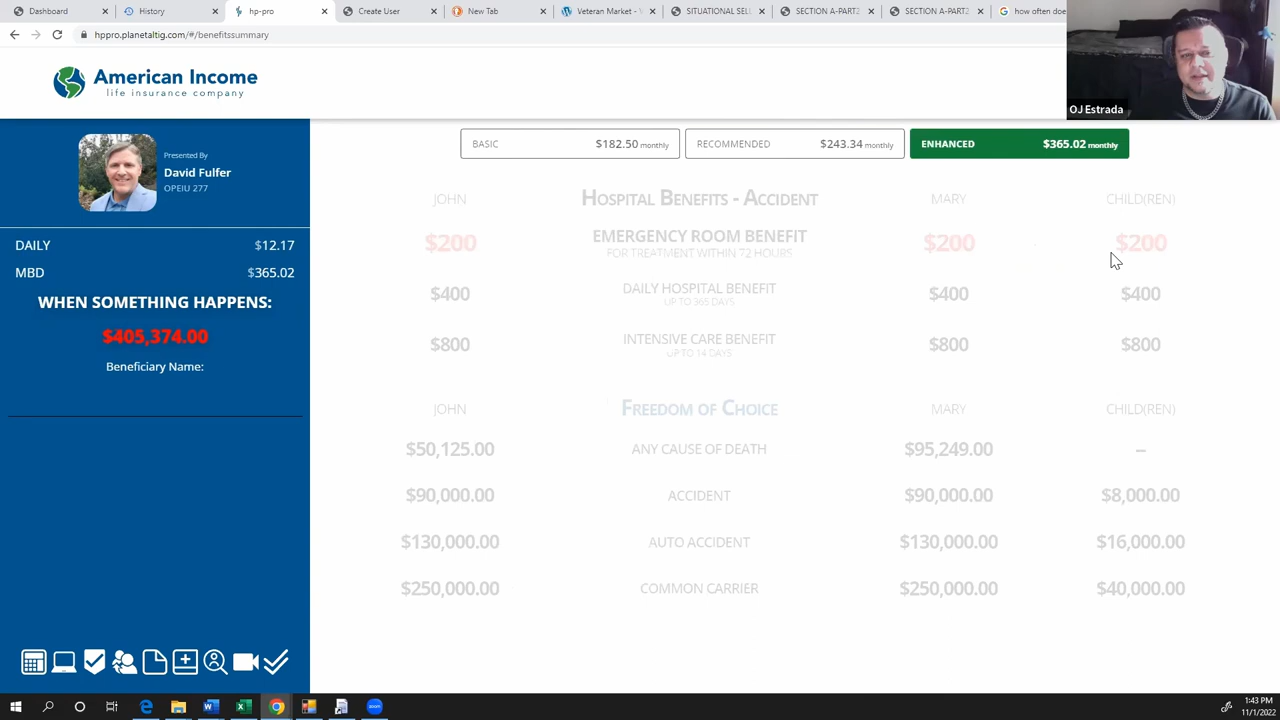 Dashboard
History
hp-pro
Create User
New Tab
Veteran Market -
SITUATIONAL SELL
SECTION A-PART2
SECTION A-PART2
how often doe
hppro.planetaltig.com/#/benefitssummary
American Income
life insurance company
OJ Estrada
Presented By
David Fulfer
OPEIU 277
DAILY $12.17
MBD $365.02
WHEN SOMETHING HAPPENS:
$405,374.00
Beneficiary Name:
BASIC $182.50 monthly
RECOMMENDED $243.34 monthly
ENHANCED $365.02 monthly
JOHN HOSPITAL BENEFITS - ACCIDENT MARY CHILD(REN)
$200 EMERGENCY ROOM BENEFIT $200 $200
FOR TREATMENT WITHIN 72 HOURS
$400 DAILY HOSPITAL BENEFIT $400 $400
UP TO 365 DAYS
$800 INTENSIVE CARE BENEFIT $800 $800
UP TO 14 DAYS
JOHN FREEDOM OF CHOICE MARY CHILD(REN)
$50,125.00 ANY CAUSE OF DEATH $95,249.00 –
$90,000.00 ACCIDENT $90,000.00 $8,000.00
$130,000.00 AUTO ACCIDENT $130,000.00 $16,000.00
$250,000.00 COMMON CARRIER $250,000.00 $40,000.00
1:43 PM
11/1/2022